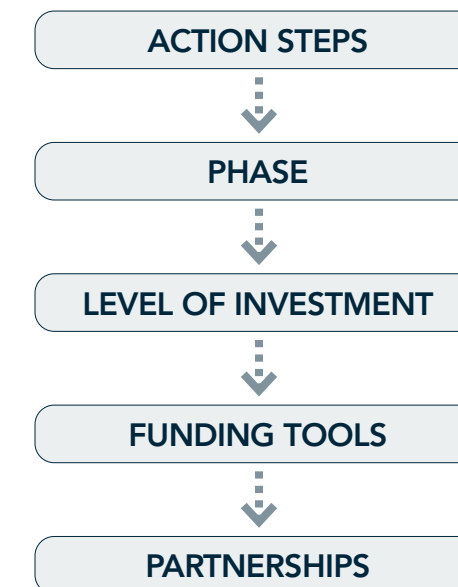 ACTION STEPS
PHASE
LEVEL OF INVESTMENT
FUNDING TOOLS
PARTNERSHIPS